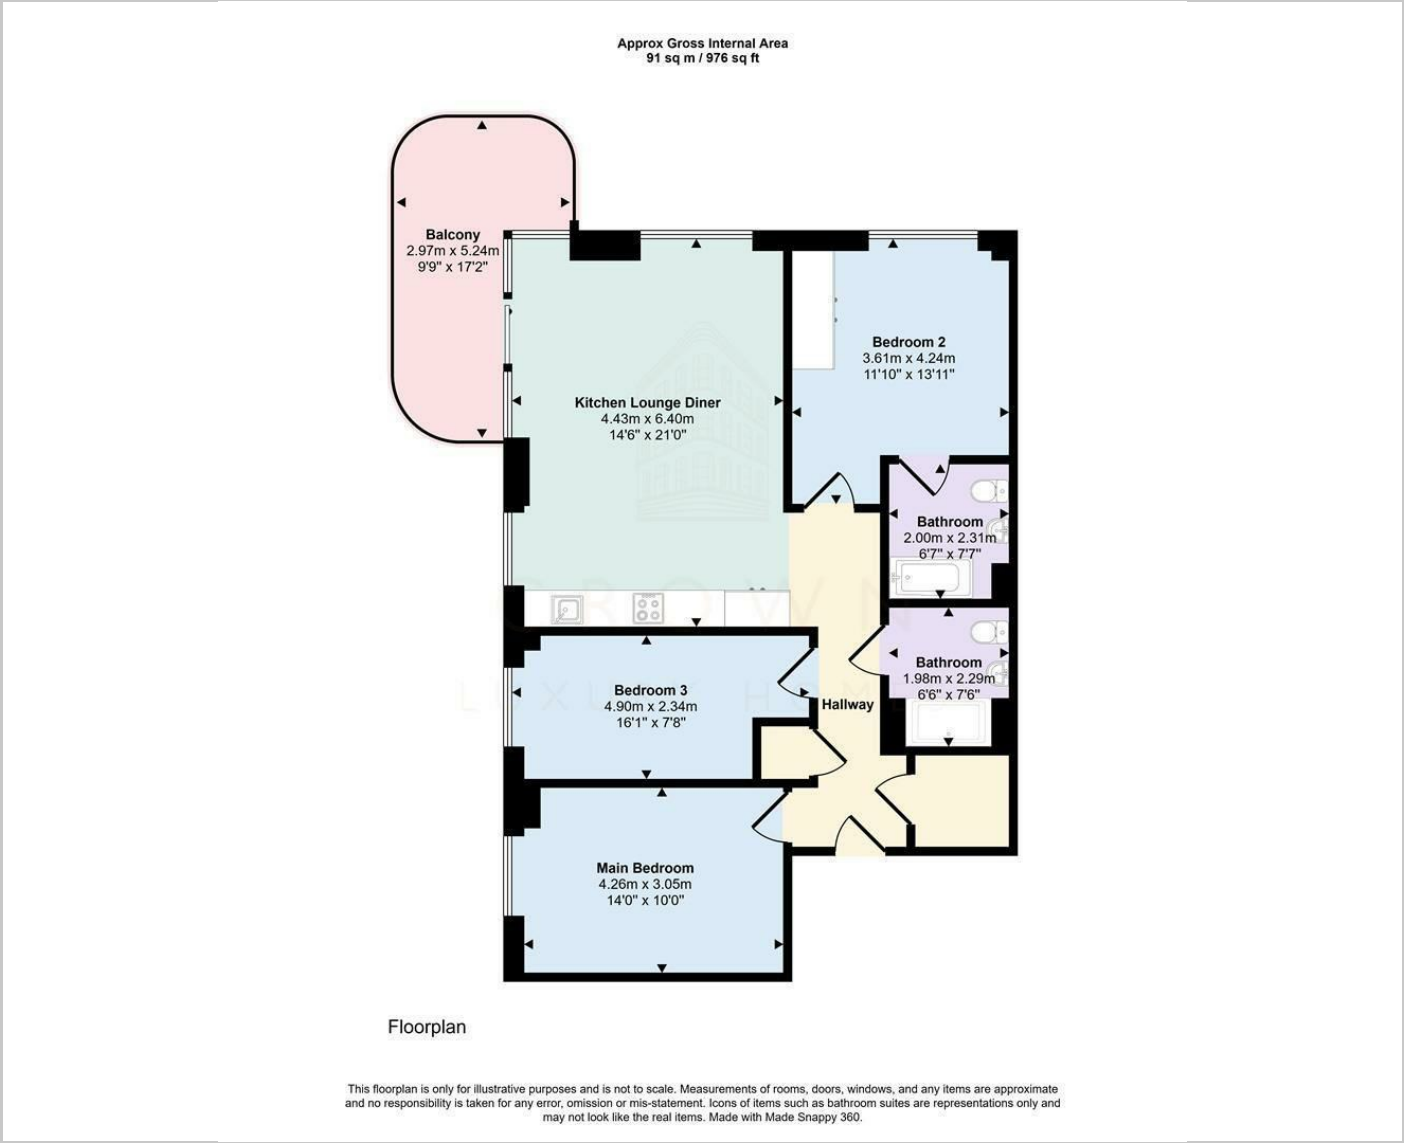 Approx Gross Internal Area
91 sq m / 976 sq ft
Balcony
2.97m x 5.24m
9'9" x 17'2"
Bedroom 2
3.61m x 4.24m
11'10" x 13'11"
Kitchen Lounge Diner
4.43m x 6.40m
14'6" x 21'0"
Bathroom
2.00m x 2.31m
6'7" x 7'7"
CROWN
LUXURY HOMES
Bathroom
1.98m x 2.29m
6'6" x 7'6"
Bedroom 3
4.90m x 2.34m
16'1" x 7'8"
Hallway
Main Bedroom
4.26m x 3.05m
14'0" x 10'0"
Floorplan
This floorplan is only for illustrative purposes and is not to scale. Measurements of rooms, doors, windows, and any items are approximate
and no responsibility is taken for any error, omission or mis-statement. Icons of items such as bathroom suites are representations only and
may not look like the real items. Made with Made Snappy 360.